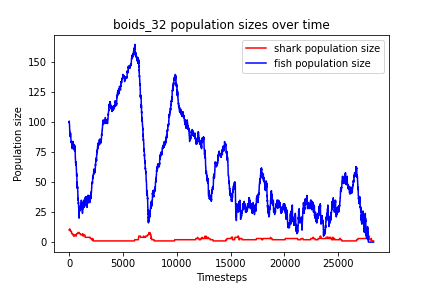 boids_32 population sizes over time
shark population size
fish population size
Population size
150
125
100
75
50
25
0
0 5000 10000 15000 20000 25000
Timesteps